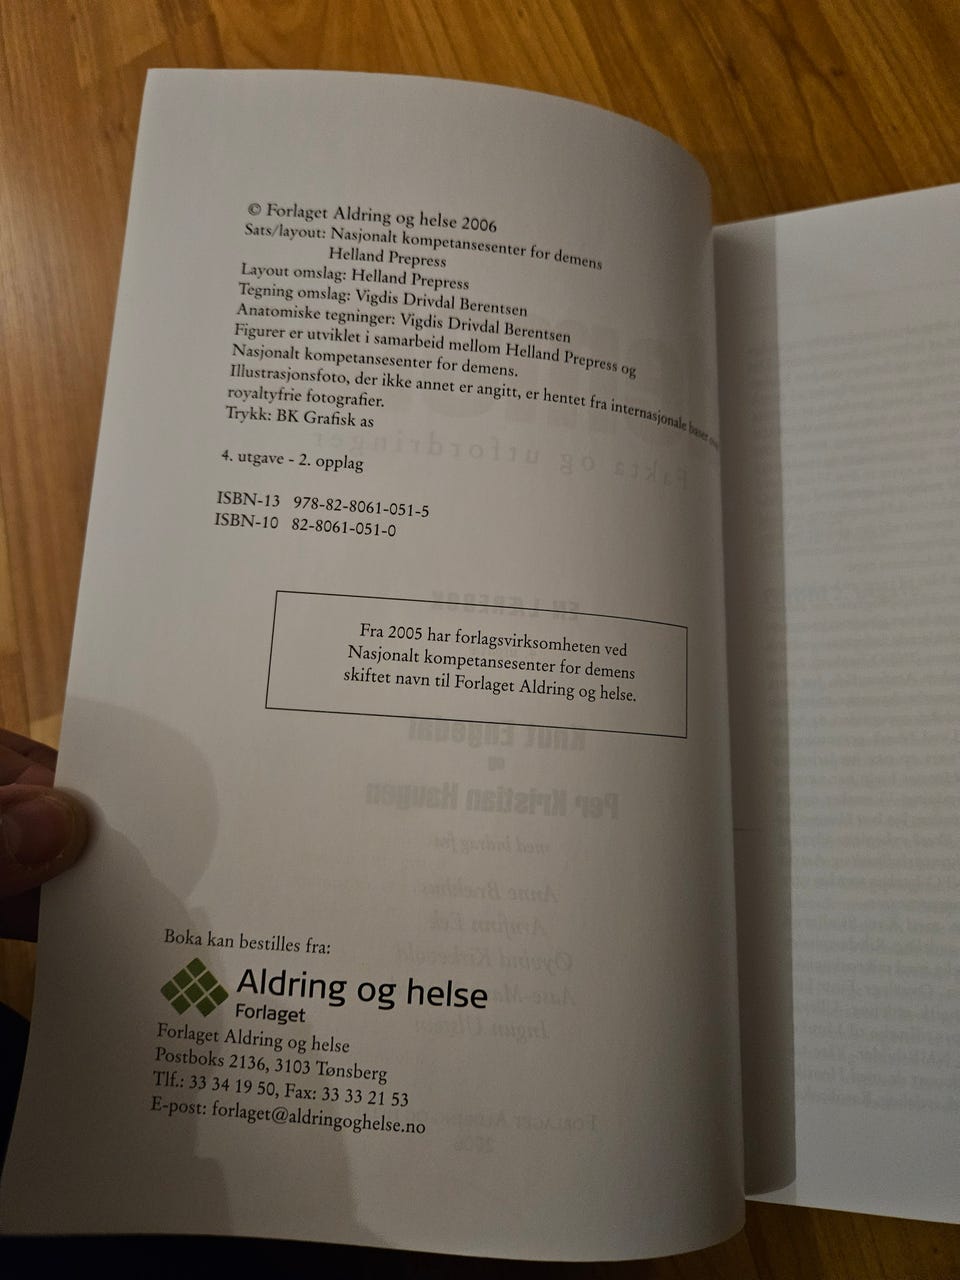 © Forlaget Aldring og helse 2006
Sats/layout: Nasjonalt kompetansesenter for demens
Helland Prepress
Layout omslag: Helland Prepress
Tegning omslag: Vigdis Drivdal Berentsen
Anatomiske tegninger: Vigdis Drivdal Berentsen
Figurer er utviklet i samarbeid mellom Helland Prepress og
Nasjonalt kompetansesenter for demens.
Illustrasjonsfoto, der ikke annet er angitt, er hentet fra internasjonale baser
royaltyfrie fotografier.
Trykk: BK Grafisk as
4. utgave - 2. opplag
ISBN-13 978-82-8061-051-5
ISBN-10 82-8061-051-0
Fra 2005 har forlagsvirksomheten ved
Nasjonalt kompetansesenter for demens
skiftet navn til Forlaget Aldring og helse.
Boka kan bestilles fra:
Aldring og helse
Forlaget
Forlaget Aldring og helse
Postboks 2136, 3103 Tønsberg
Tlf.: 33 34 19 50, Fax: 33 33 21 53
E-post: forlaget@aldringoghelse.no